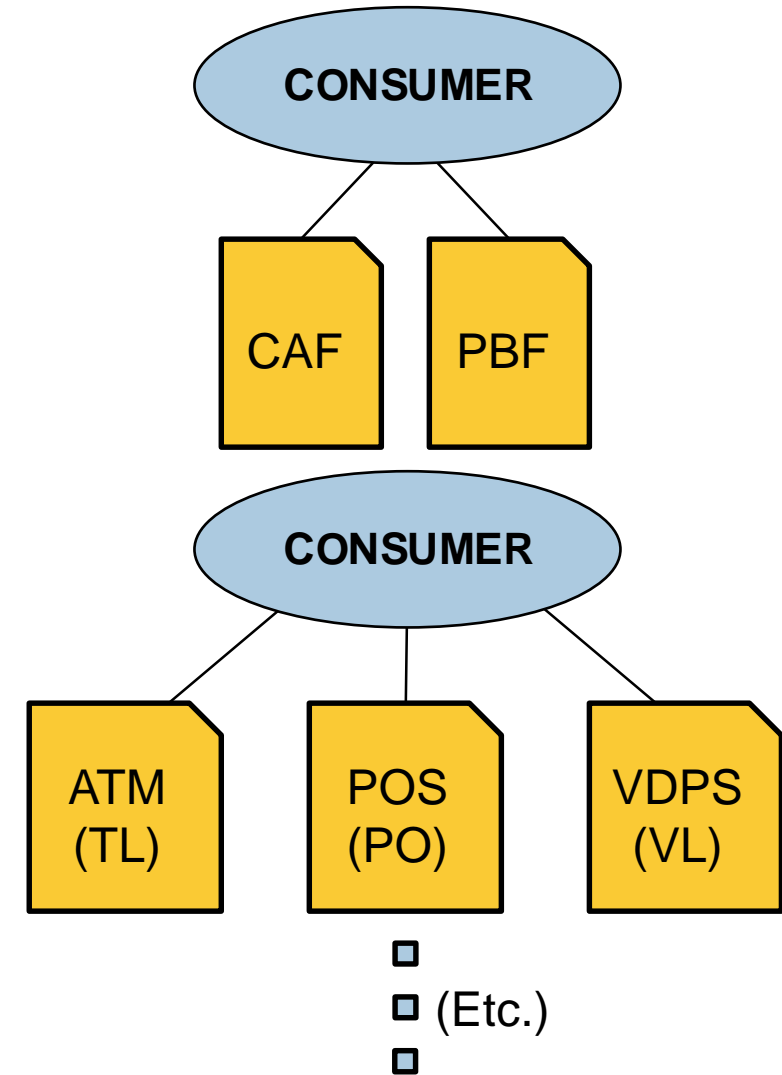 CONSUMER
CAF
PBF
CONSUMER
ATM
(TL)
POS
(PO)
VDPS
(VL)
(Etc.)